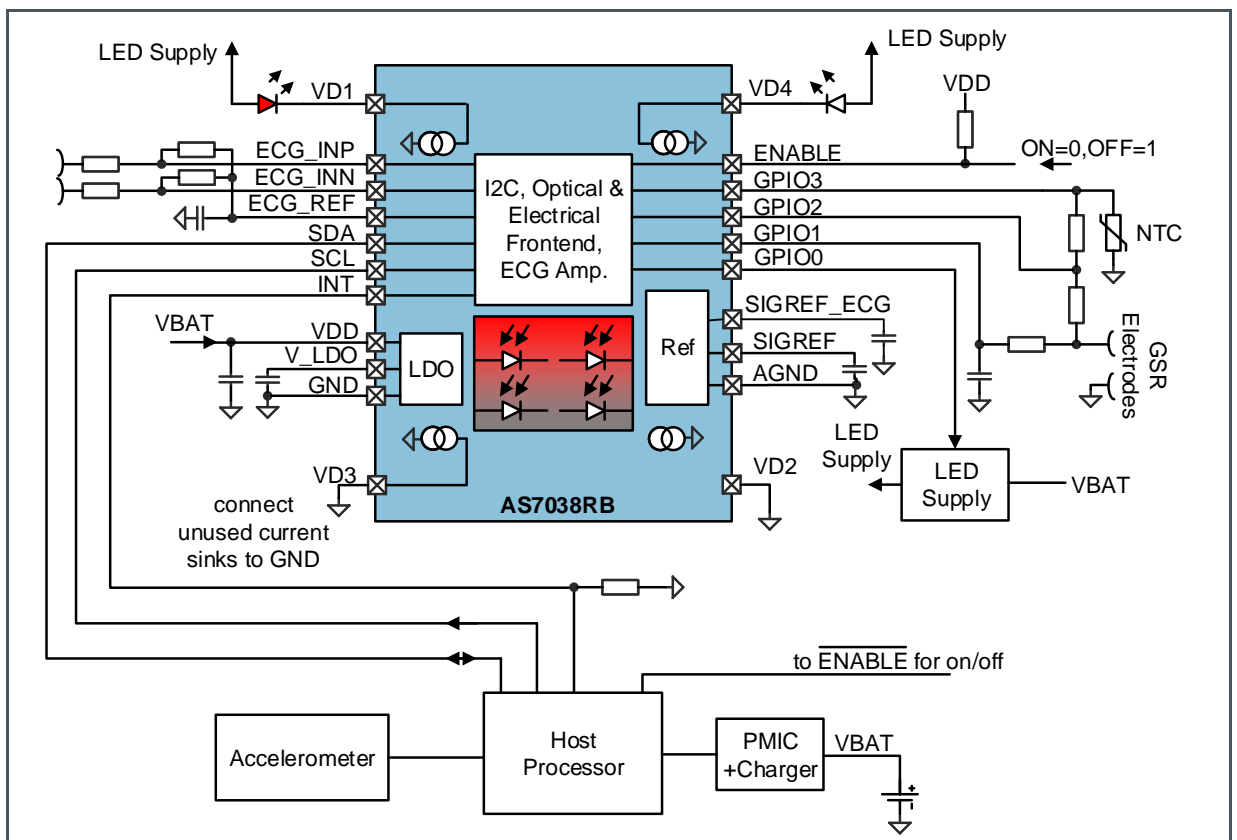 LED Supply
LED Supply
VD1
VD4
VDD
ECG_INP
ENABLE
ON=0,OFF=1
ECG_INN
GPIO3
ECG_REF
GPIO2
SDA
GPIO1
NTC
SCL
GPIO0
INT
I2C, Optical &
Electrical
Frontend,
ECG Amp.
VBAT
VDD
V_LDO
GND
LDO
Ref
SIGREF_ECG
SIGREF
AGND
GSR
Electrodes
VD3
VD2
AS7038RB
LED
Supply
LED
Supply
VBAT
connect
unused current
sinks to GND
to ENABLE for on/off
Accelerometer
Host
Processor
PMIC
+Charger
VBAT
+
-